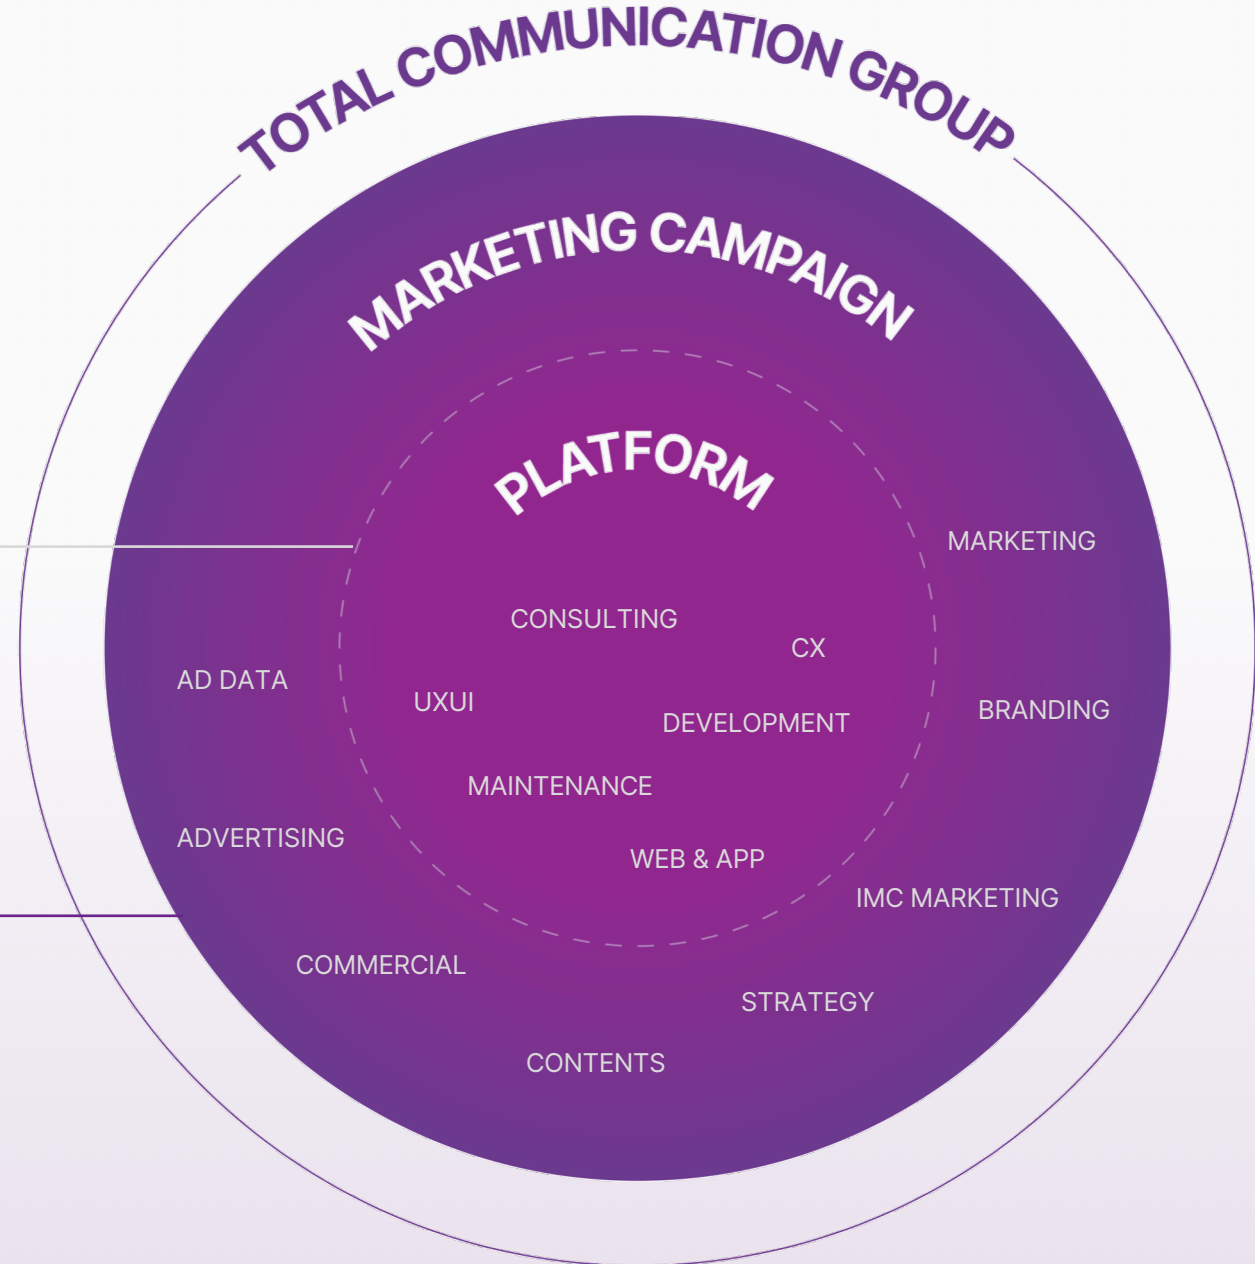 TOTAL COMMUNICATION GROUP
MARKETING CAMPAIGN
PLATFORM
MARKETING
CONSULTING
CX
AD DATA
UXUI
BRANDING
DEVELOPMENT
MAINTENANCE
ADVERTISING
WEB & APP
IMC MARKETING
COMMERCIAL
STRATEGY
CONTENTS